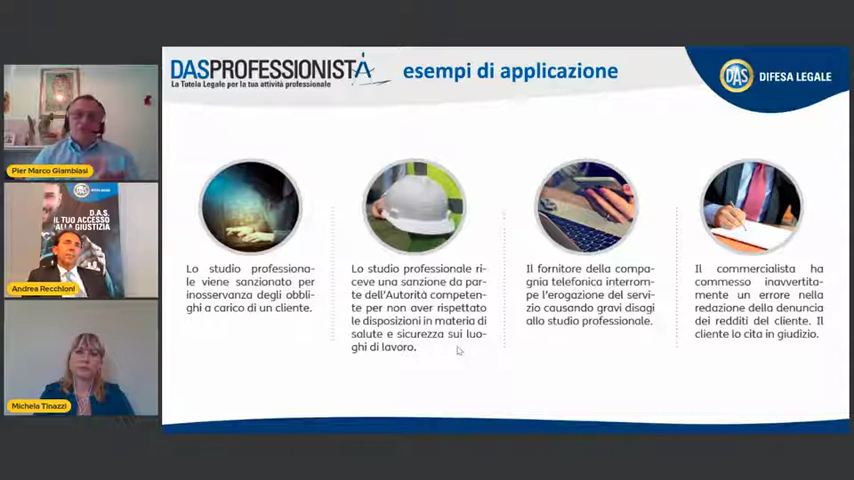 DASPROFESSIONISTA
La Tutela Legale per la tua attività professionale
esempi di applicazione
DAS
DIFESA LEGALE
Pier Marco Giambiasi
D.A.S.
IL TUO ACCESSO
ALLA GIUSTIZIA
Andrea Recchioni
Michela Tinazzi
Lo studio professiona-
le viene sanzionato per
inosservanza degli obbli-
ghi a carico di un cliente.
Lo studio professionale ri-
ceve una sanzione da par-
te dell'Autorità competen-
te per non aver rispettato
le disposizioni in materia di
salute e sicurezza sui luo-
ghi di lavoro.
Il fornitore della compa-
gnia telefonica interrom-
pe l'erogazione del servi-
zio causando gravi disagi
allo studio professionale.
Il commercialista ha
commesso inavvertita-
mente un errore nella
redazione della denuncia
dei redditi del cliente. Il
cliente lo cita in giudizio.